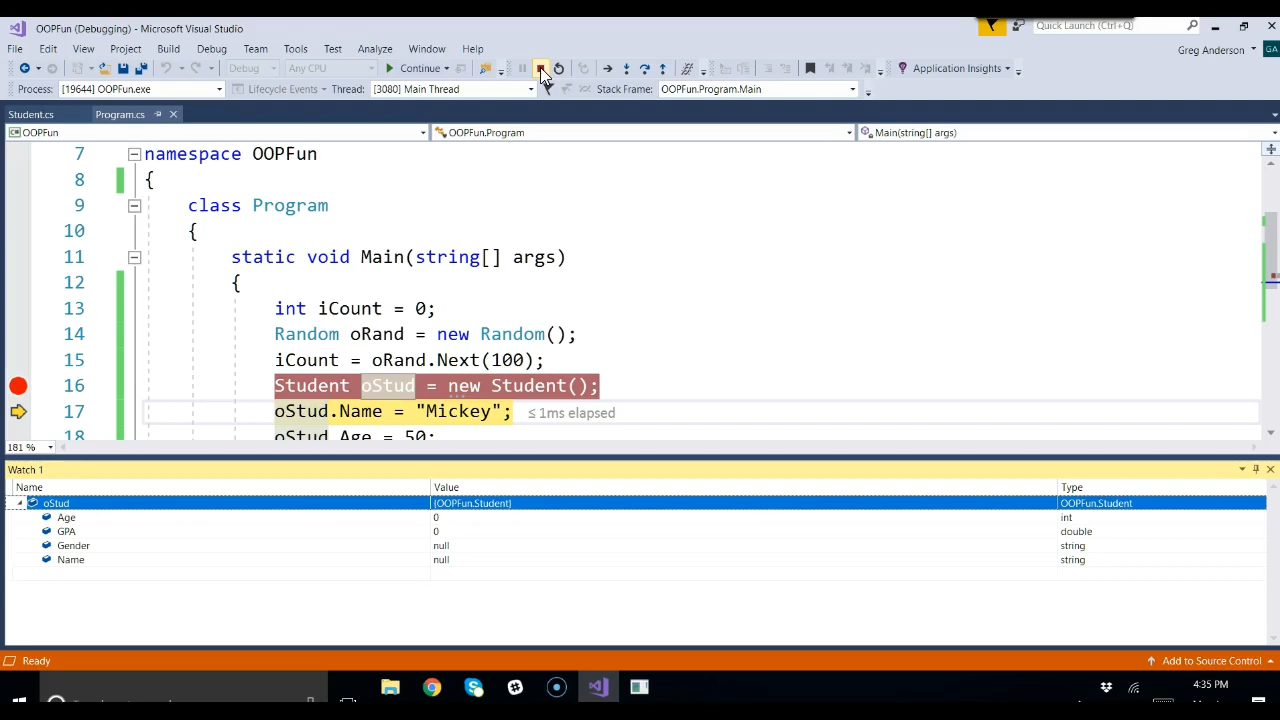 OOPFun (Debugging) - Microsoft Visual Studio
Quick Launch (Ctrl+Q)
File Edit View Project Build Debug Team Tools Test Analyze Window Help
Greg Anderson GA
Debug Any CPU Continue Application Insights
Process: [19644] OOPFun.exe Lifecycle Events Thread: [3080] Main Thread Stack Frame: OOPFun.Program.Main
Student.cs Program.cs
OOPFun OOPFun.Program Main(string[] args)
7 namespace OOPFun
8 {
9 class Program
10 {
11 static void Main(string[] args)
12 {
13 int iCount = 0;
14 Random oRand = new Random();
15 iCount = oRand.Next(100);
16 Student oStud = new Student();
17 oStud.Name = "Mickey"; ≤ 1ms elapsed
18 oStud.Age = 50;
181 %
Watch 1
Name Value Type
oStud {OOPFun.Student} OOPFun.Student
Age 0 int
GPA 0 double
Gender null string
Name null string
Ready Add to Source Control
4:35 PM